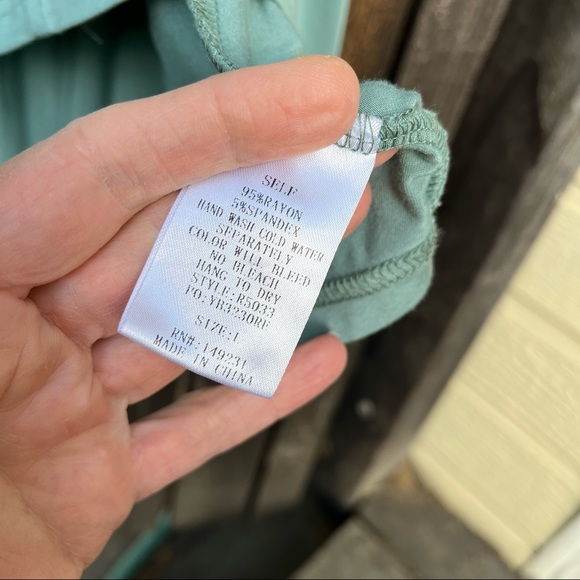 SELF
95%RAYON
5%SPANDEX
HAND WASH COLD WATER
SEPARATELY
COLOR WILL BLEED
NO BLEACH
HANG TO DRY
STYLE:R5033
PO:YB3230RE
SIZE:L
RN#:149231
MADE IN CHINA